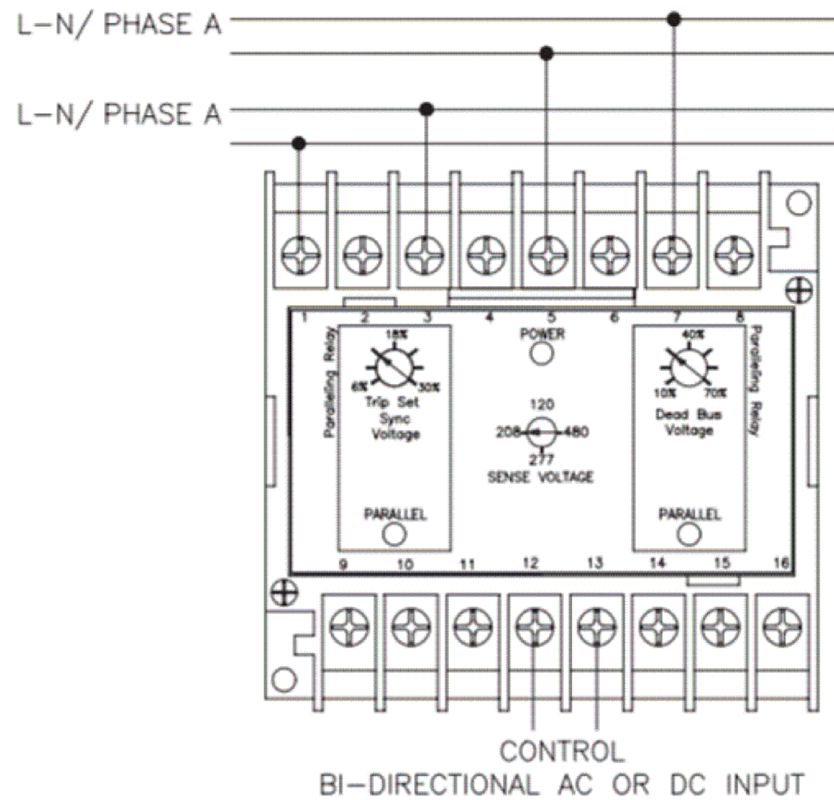 L-N/ PHASE A
L-N/ PHASE A
1 2 3 4 5 6 7 8
Paralleling Relay
18%
6% 30%
Trip Set
Sync
Voltage
PARALLEL
POWER
120
208 480
277
SENSE VOLTAGE
40%
10% 70%
Dead Bus
Voltage
PARALLEL
Paralleling Relay
9 10 11 12 13 14 15 16
CONTROL
BI-DIRECTIONAL AC OR DC INPUT